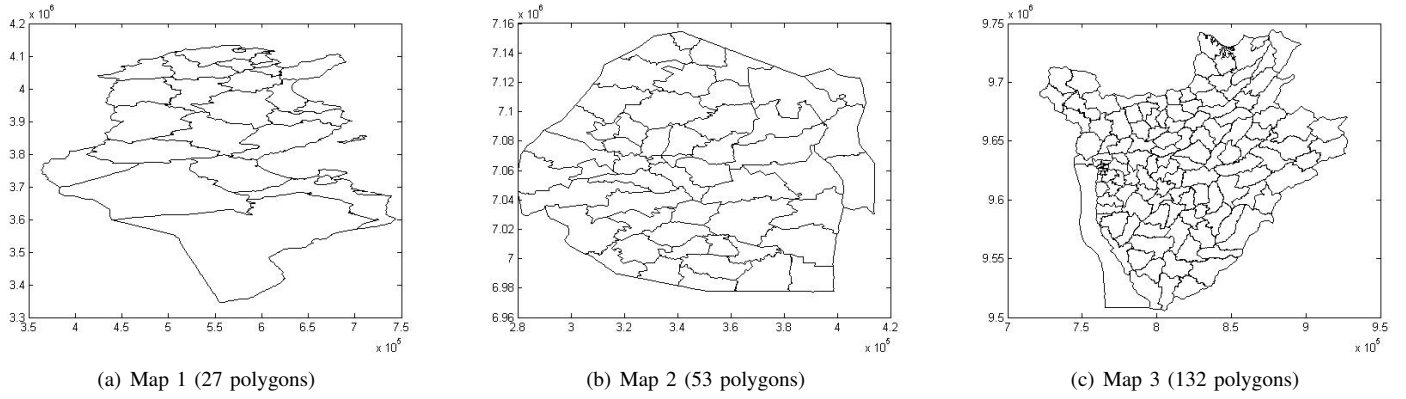 x 10^6
4.2
4.1
4
3.9
3.8
3.7
3.6
3.5
3.4
3.3
3.5 4 4.5 5 5.5 6 6.5 7 7.5
x 10^5
(a) Map 1 (27 polygons)
x 10^6
7.16
7.14
7.12
7.1
7.08
7.06
7.04
7.02
7
6.98
6.96
2.8 3 3.2 3.4 3.6 3.8 4 4.2
x 10^5
(b) Map 2 (53 polygons)
x 10^6
9.75
9.7
9.65
9.6
9.55
9.5
7 7.5 8 8.5 9 9.5
x 10^5
(c) Map 3 (132 polygons)